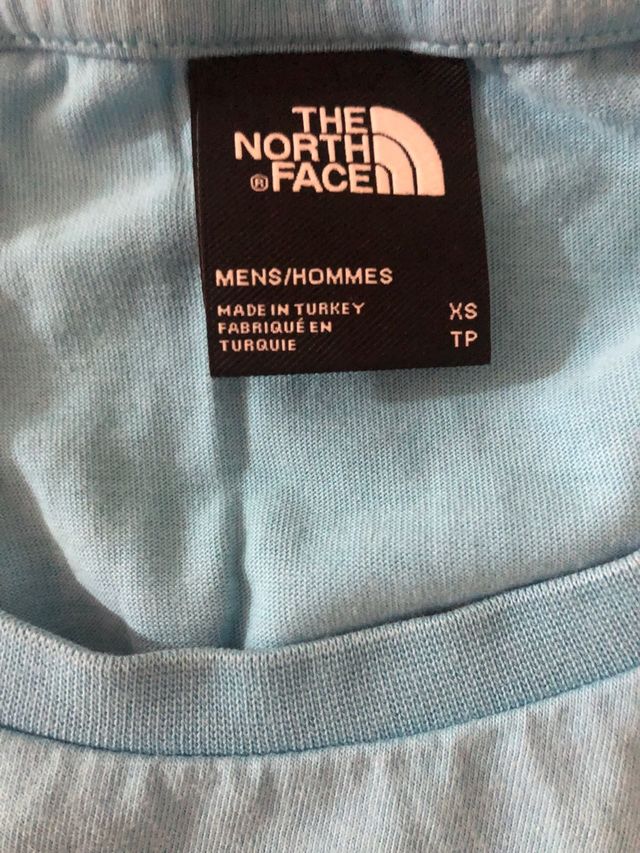 THE
NORTH
® FACE
MENS/HOMMES
MADE IN TURKEY XS
FABRIQUÉ EN
TURQUIE TP